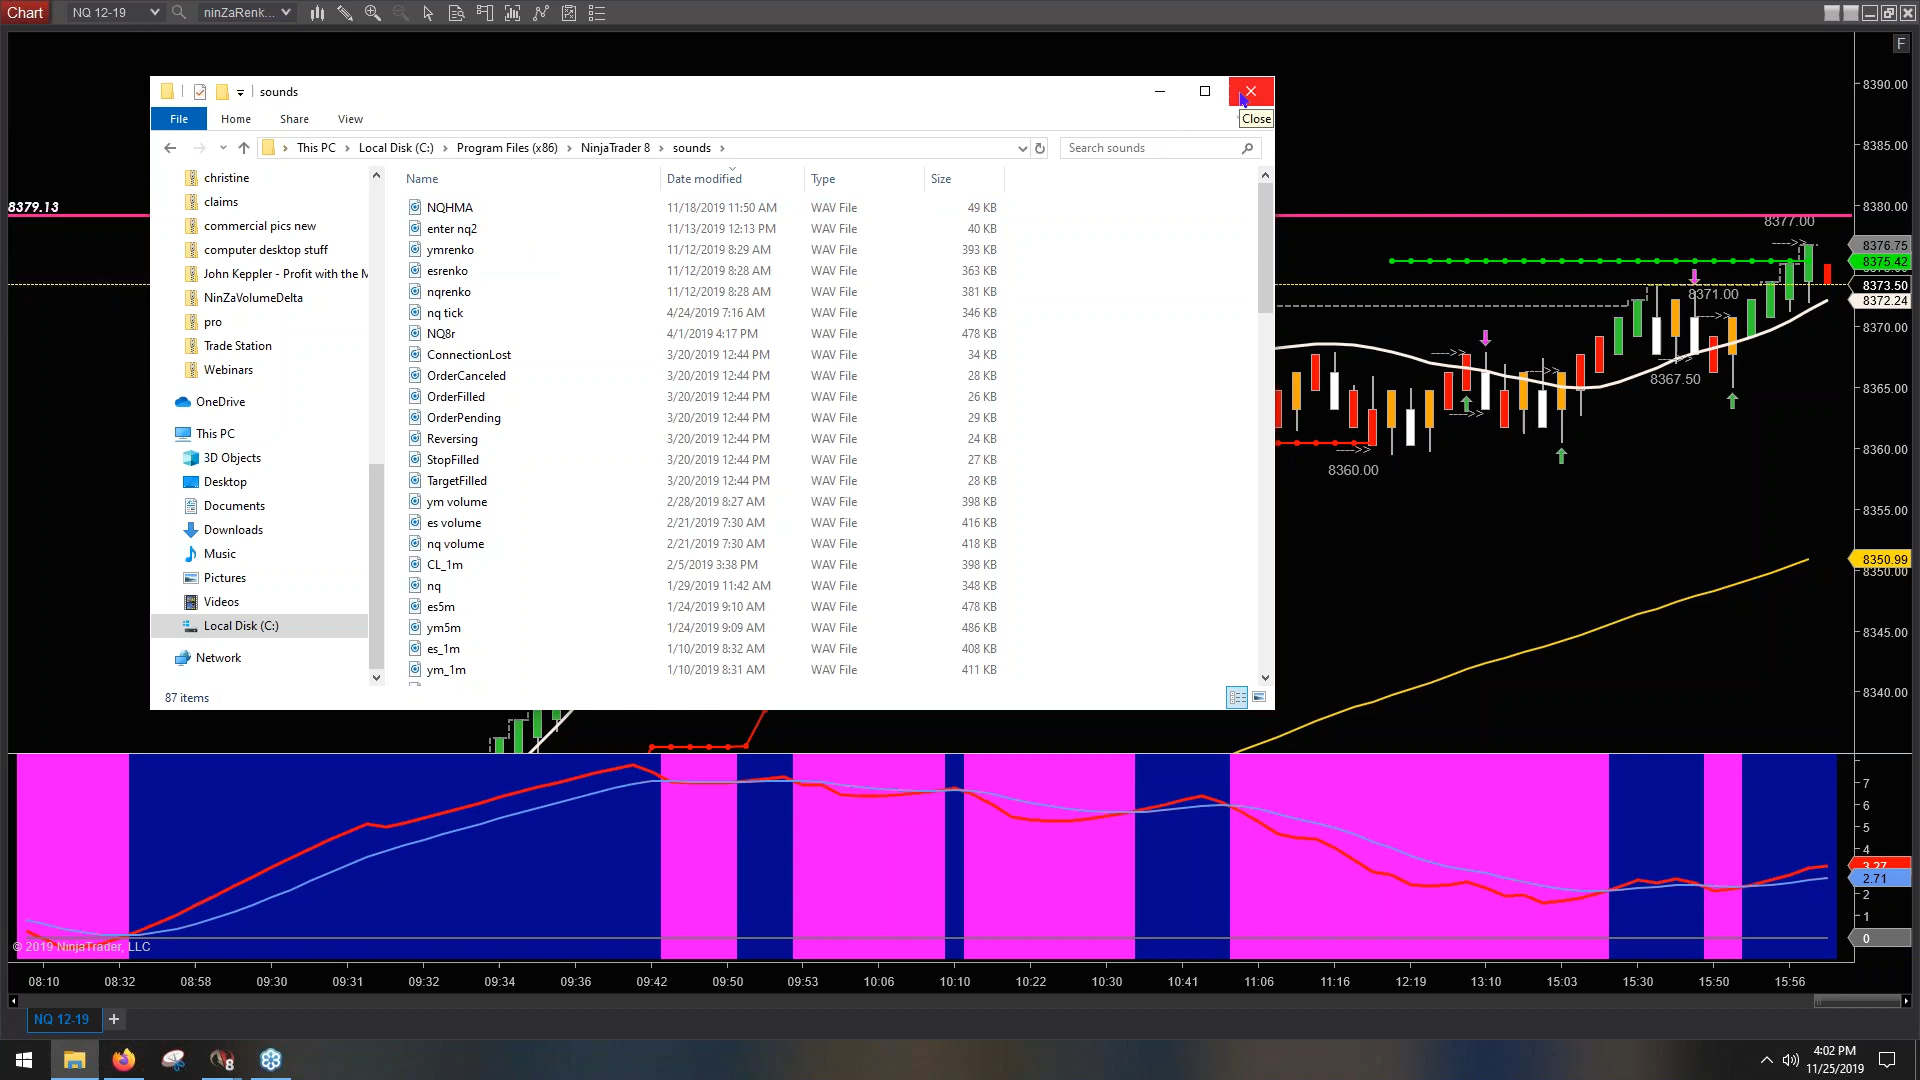 Chart NQ 12-19 ninZaRenk...
F
sounds
Close
File Home Share View
This PC > Local Disk (C:) > Program Files (x86) > NinjaTrader 8 > sounds >
Search sounds
christine
claims
commercial pics new
computer desktop stuff
John Keppler - Profit with the M
NinZaVolumeDelta
pro
Trade Station
Webinars
OneDrive
This PC
3D Objects
Desktop
Documents
Downloads
Music
Pictures
Videos
Local Disk (C:)
Network
Name Date modified Type Size
NQHMA 11/18/2019 11:50 AM WAV File 49 KB
enter nq2 11/13/2019 12:13 PM WAV File 40 KB
ymrenko 11/12/2019 8:29 AM WAV File 393 KB
esrenko 11/12/2019 8:28 AM WAV File 363 KB
nqrenko 11/12/2019 8:28 AM WAV File 381 KB
nq tick 4/24/2019 7:16 AM WAV File 346 KB
NQ8r 4/1/2019 4:17 PM WAV File 478 KB
ConnectionLost 3/20/2019 12:44 PM WAV File 34 KB
OrderCanceled 3/20/2019 12:44 PM WAV File 28 KB
OrderFilled 3/20/2019 12:44 PM WAV File 26 KB
OrderPending 3/20/2019 12:44 PM WAV File 29 KB
Reversing 3/20/2019 12:44 PM WAV File 24 KB
StopFilled 3/20/2019 12:44 PM WAV File 27 KB
TargetFilled 3/20/2019 12:44 PM WAV File 28 KB
ym volume 2/28/2019 8:27 AM WAV File 398 KB
es volume 2/21/2019 7:30 AM WAV File 416 KB
nq volume 2/21/2019 7:30 AM WAV File 418 KB
CL_1m 2/5/2019 3:38 PM WAV File 398 KB
nq 1/29/2019 11:42 AM WAV File 348 KB
es5m 1/24/2019 9:10 AM WAV File 478 KB
ym5m 1/24/2019 9:09 AM WAV File 486 KB
es_1m 1/10/2019 8:32 AM WAV File 408 KB
ym_1m 1/10/2019 8:31 AM WAV File 411 KB
87 items
8379.13
8377.00
8371.00
8367.50
8360.00
8390.00
8385.00
8380.00
8376.75
8375.42
8373.50
8372.24
8370.00
8365.00
8360.00
8355.00
8350.99
8350.00
8345.00
8340.00
7
6
5
4
3.27
2.71
2
1
0
© 2019 NinjaTrader, LLC
08:10 08:32 08:58 09:30 09:31 09:32 09:34 09:36 09:42 09:50 09:53 10:06 10:10 10:22 10:30 10:41 11:06 11:16 12:19 13:10 15:03 15:30 15:50 15:56
NQ 12-19 +
8
4:02 PM
11/25/2019